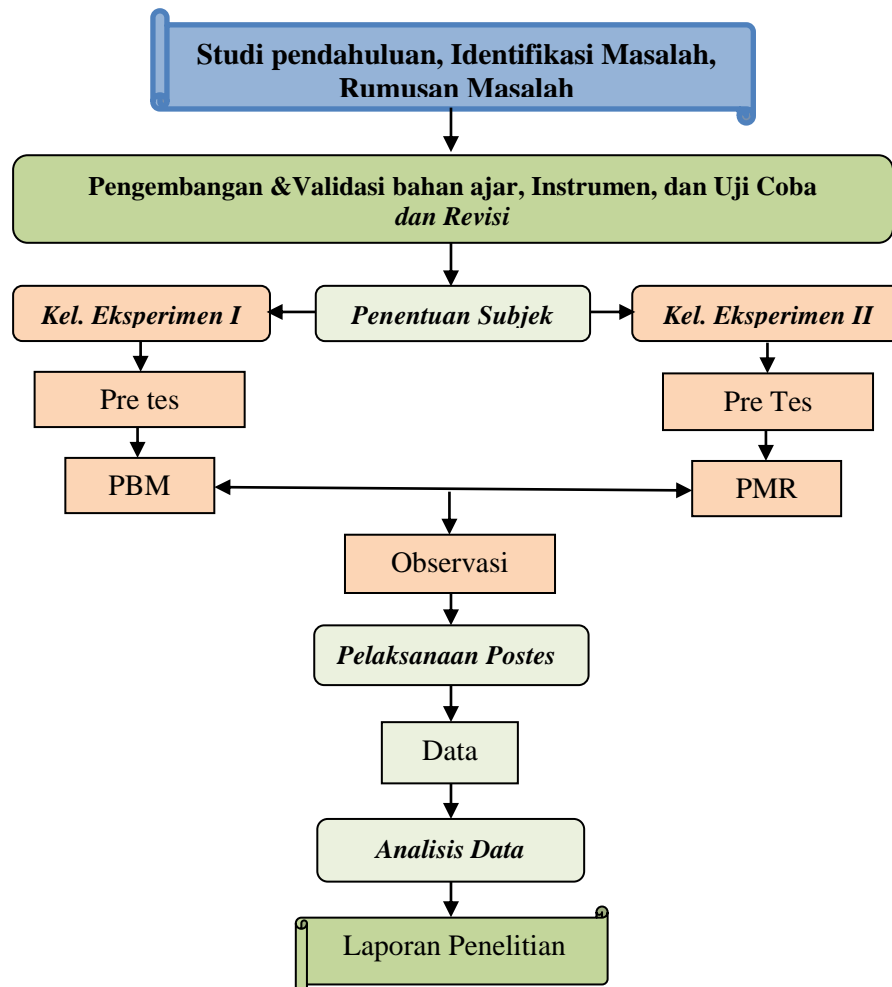 Studi pendahuluan, Identifikasi Masalah,
Rumusan Masalah
Pengembangan &Validasi bahan ajar, Instrumen, dan Uji Coba
dan Revisi
Kel. Eksperimen I
Penentuan Subjek
Kel. Eksperimen II
Pre tes
Pre Tes
PBM
PMR
Observasi
Pelaksanaan Postes
Data
Analisis Data
Laporan Penelitian